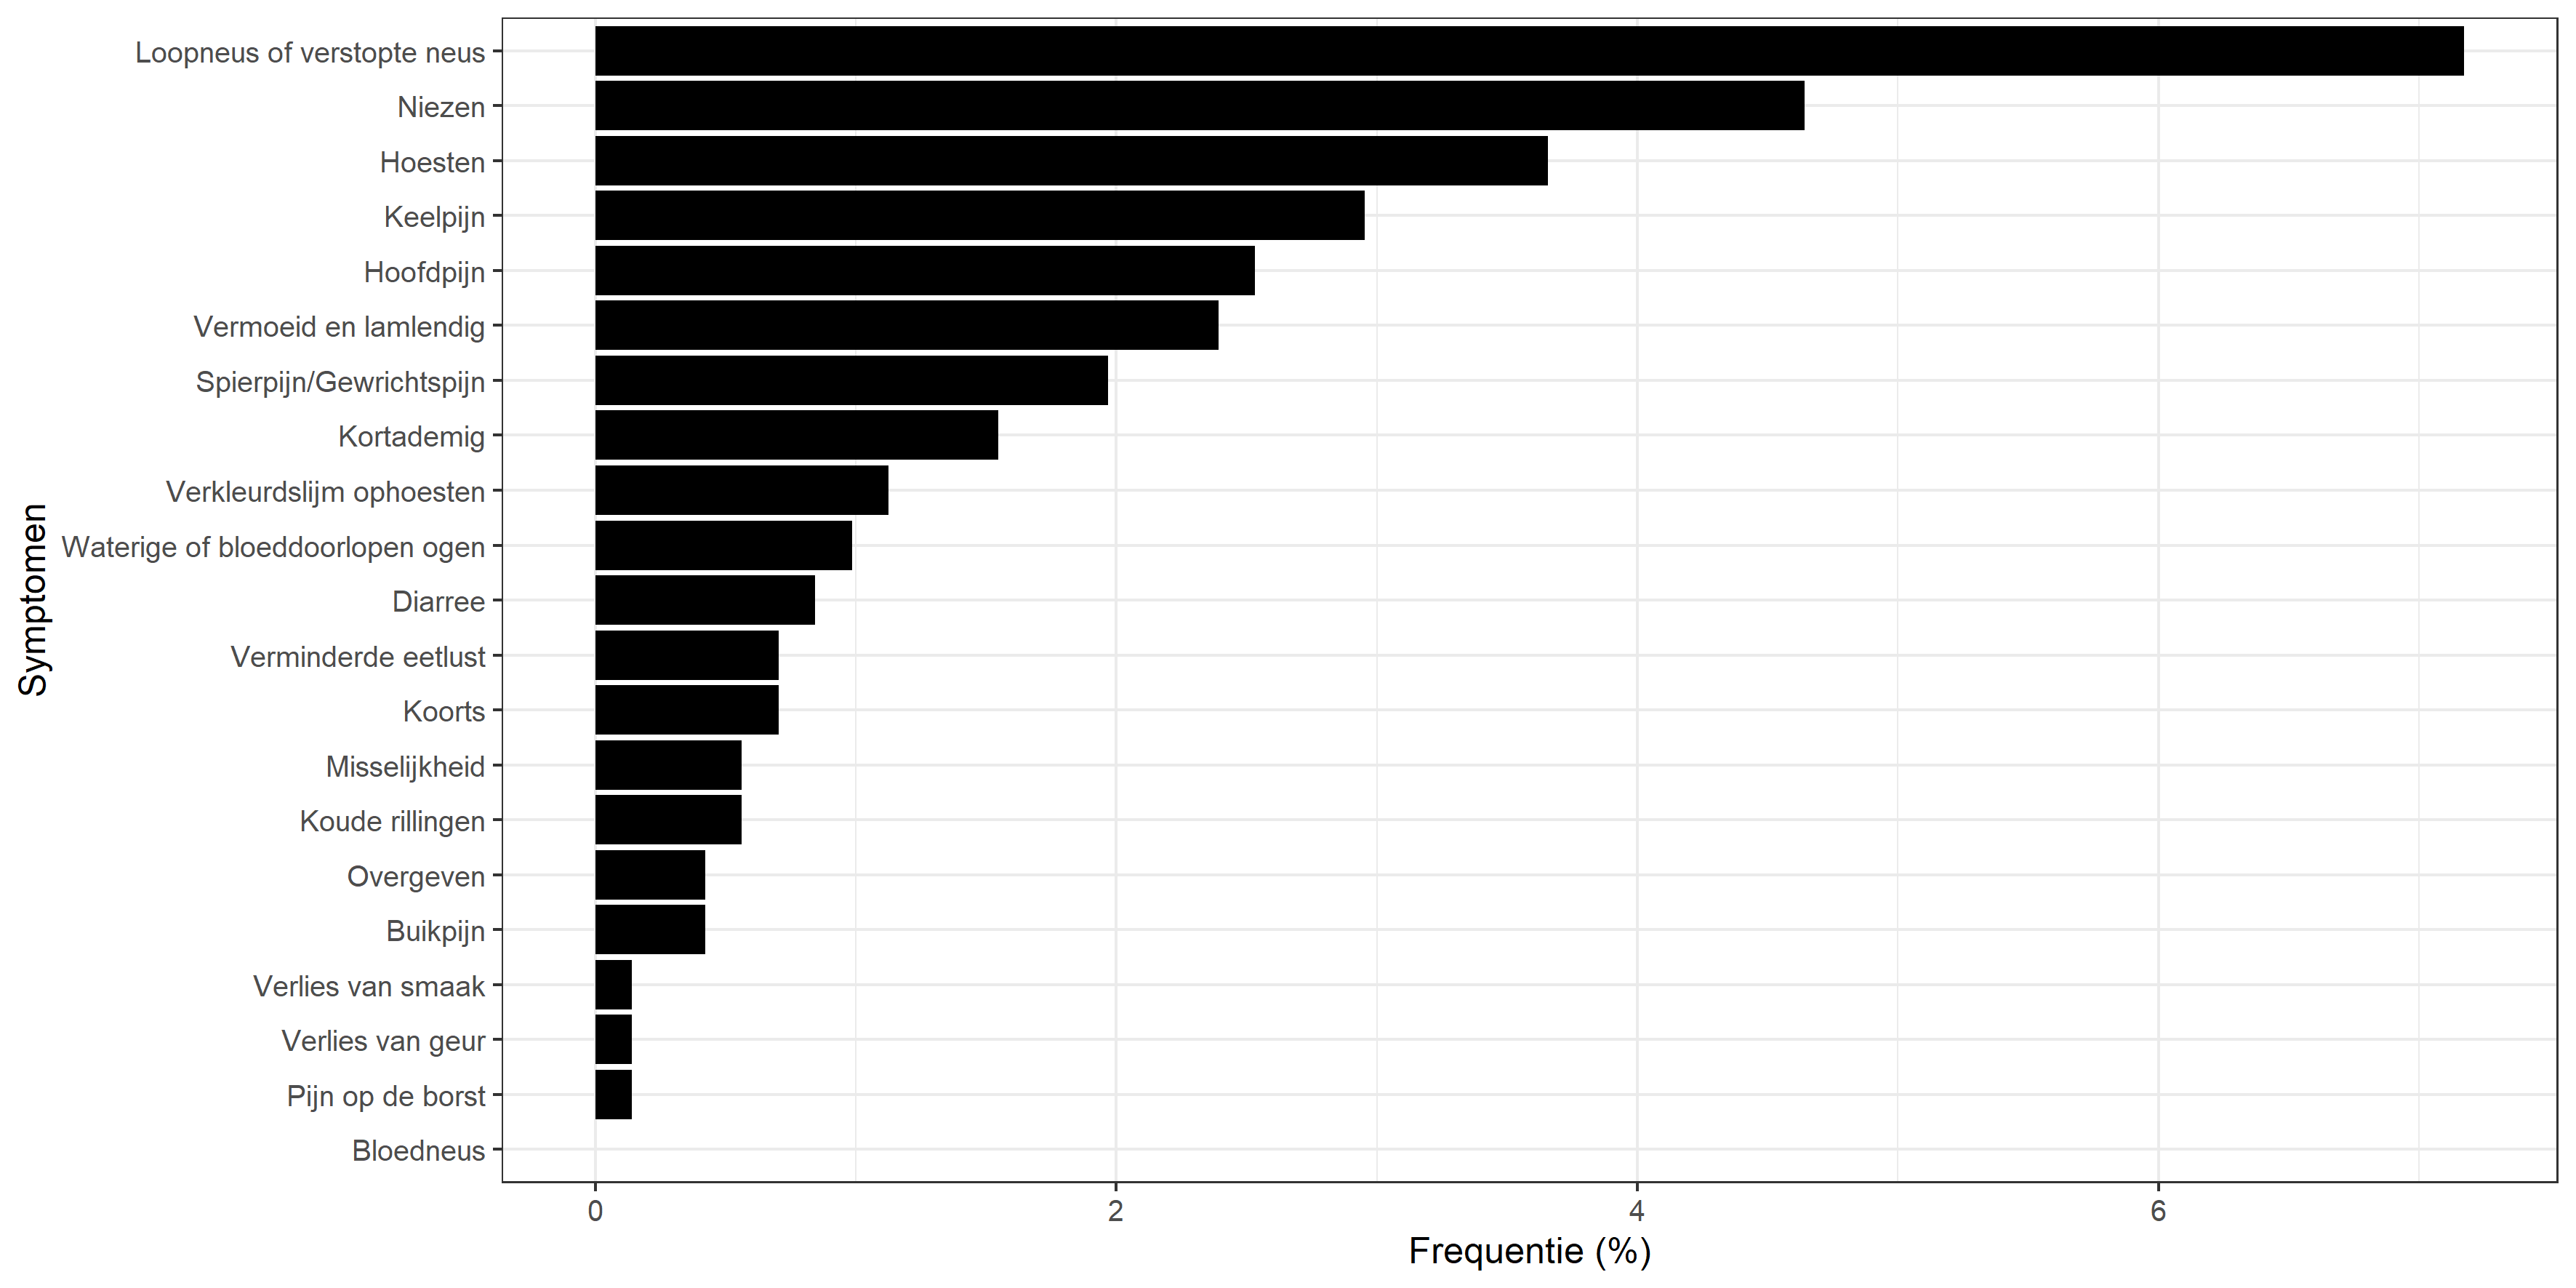 Loopneus of verstopte neus
Niezen
Hoesten
Keelpijn
Hoofdpijn
Vermoeid en lamlendig
Spierpijn/Gewrichtspijn
Kortademig
Verkleurdslijm ophoesten
Waterige of bloeddoorlopen ogen
Diarree
Verminderde eetlust
Koorts
Misselijkheid
Koude rillingen
Overgeven
Buikpijn
Verlies van smaak
Verlies van geur
Pijn op de borst
Bloedneus
Symptomen
0 2 4 6
Frequentie (%)